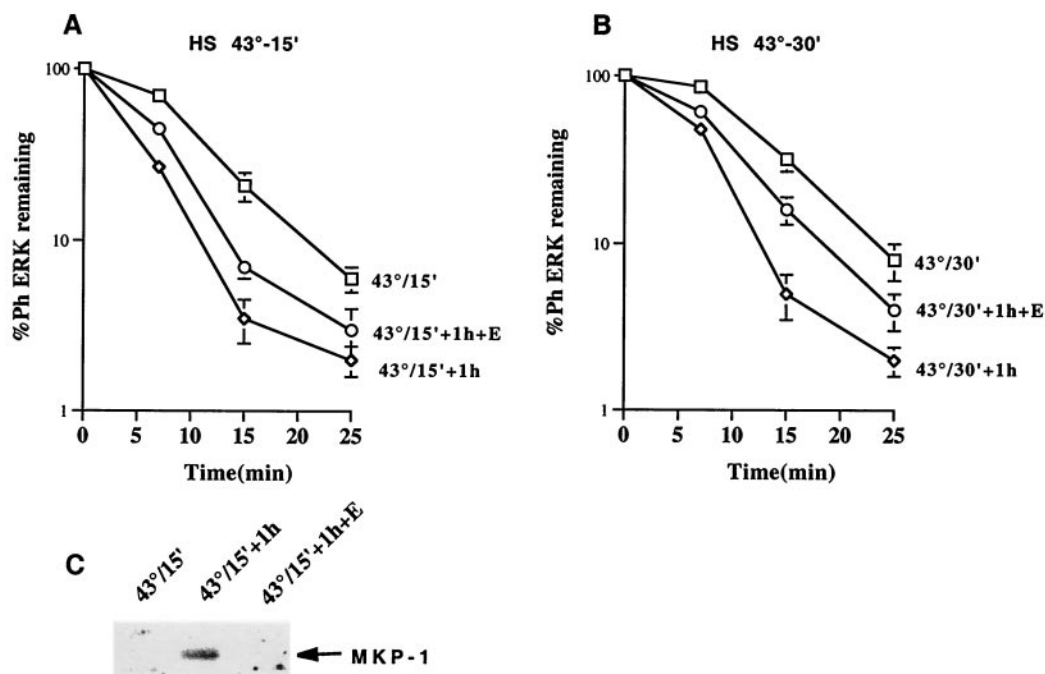 A
HS 43°-15'
%Ph ERK remaining
100
10
1
0 5 10 15 20 25
Time(min)
43°/15'
43°/15'+1h+E
43°/15'+1h
B
HS 43°-30'
%Ph ERK remaining
100
10
1
0 5 10 15 20 25
Time(min)
43°/30'
43°/30'+1h+E
43°/30'+1h
C
43°/15'
43°/15'+1h
43°/15'+1h+E
MKP-1